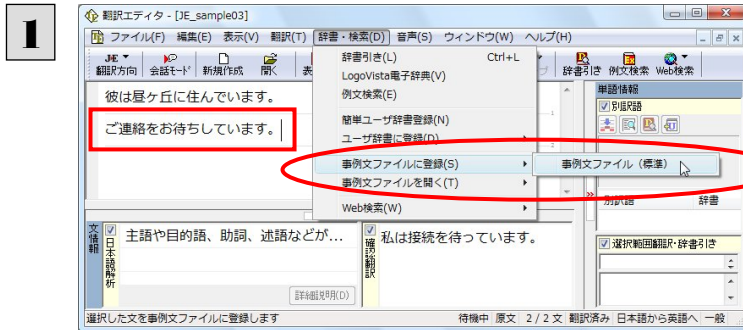 1
翻訳エディタ - [JE_sample03]
ファイル(F) 編集(E) 表示(V) 翻訳(T) 辞書・検索(D) 音声(S) ウィンドウ(W) ヘルプ(H)
JE
翻訳方向 会話モード 新規作成 開く 表 辞書引き 例文検索 Web検索
辞書引き(L) Ctrl+L
LogoVista電子辞典(V)
例文検索(E)
簡単ユーザ辞書登録(N)
ユーザ辞書に登録(D)
事例文ファイルに登録(S)
事例文ファイル（標準）
事例文ファイルを開く(T)
Web検索(W)
彼は昼ヶ丘に住んでいます。
ご連絡をお待ちしています。
1
2
単語情報
別訳語
別訳語 辞書
文情報
日本語解析
主語や目的語、助詞、述語などが...
詳細説明(D)
確認翻訳
私は接続を待っています。
選択範囲翻訳・辞書引き
選択した文を事例文ファイルに登録します
待機中 原文 2 / 2 文 翻訳済み 日本語から英語へ 一般